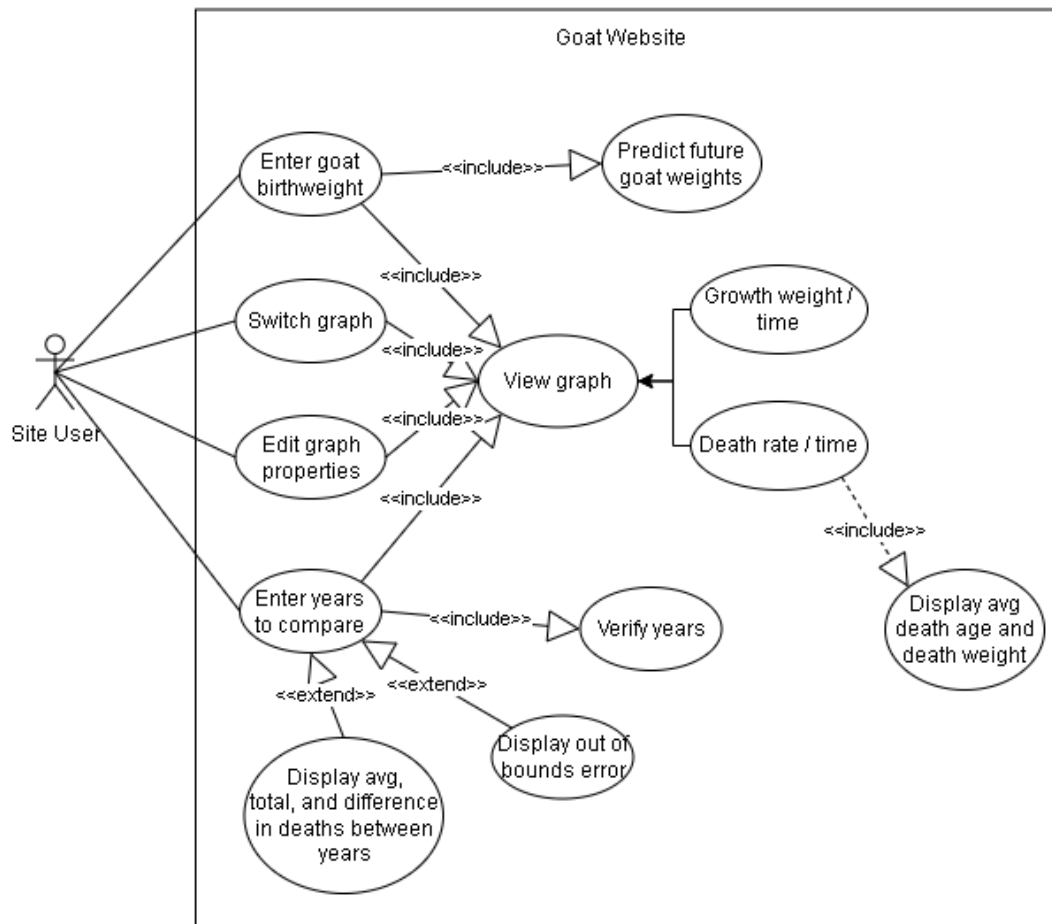 Goat Website
Enter goat
birthweight
<<include>>
Predict future
goat weights
<<include>>
Switch graph
<<include>>
Growth weight /
time
View graph
Site User
Edit graph
properties
<<include>>
Death rate / time
<<include>>
<<include>>
Enter years
to compare
<<include>>
Verify years
Display avg
death age and
death weight
<<extend>>
<<extend>>
Display out of
bounds error
Display avg,
total, and difference
in deaths between
years